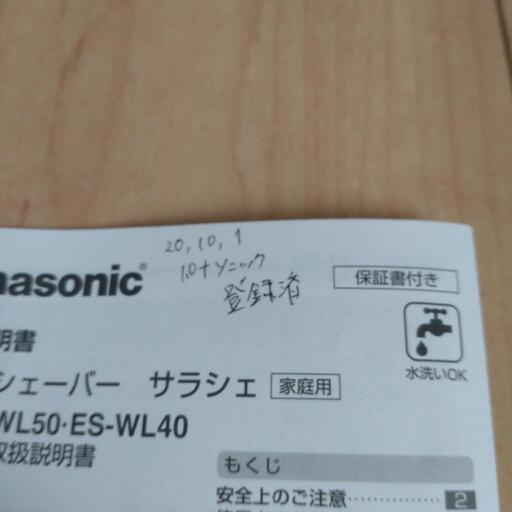 20,10,1
パナソニック
登録済
nasonic
保証書付き
明書
シェーバー サラシェ 家庭用
WL50·ES-WL40
水洗いOK
取扱説明書
もくじ
安全上のご注意 2